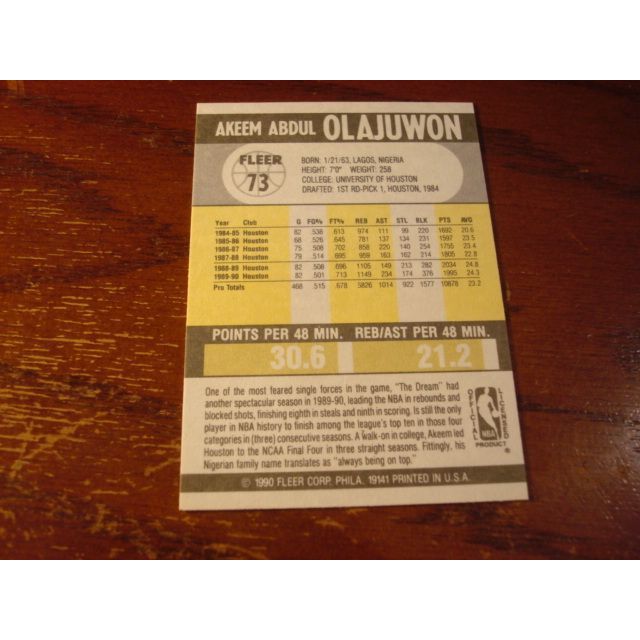 AKEEM ABDUL OLAJUWON
FLEER
73
BORN: 1/21/63, LAGOS, NIGERIA
HEIGHT: 7'0" WEIGHT: 258
COLLEGE: UNIVERSITY OF HOUSTON
DRAFTED: 1ST RD-PICK 1, HOUSTON, 1984
Year Club G FG% FT% REB AST STL BLK PTS AVG
1984-85 Houston 82 .538 .613 974 111 99 220 1692 20.6
1985-86 Houston 68 .526 .645 781 137 134 231 1597 23.5
1986-87 Houston 75 .508 .702 858 220 140 254 1755 23.4
1987-88 Houston 79 .514 .695 959 163 162 214 1805 22.8
1988-89 Houston 82 .508 .696 1105 149 213 282 2034 24.8
1989-90 Houston 82 .501 .713 1149 234 174 376 1995 24.3
Pro Totals 468 .515 .678 5826 1014 922 1577 10878 23.2
POINTS PER 48 MIN. REB/AST PER 48 MIN.
30.6 21.2
One of the most feared single forces in the game, "The Dream" had
another spectacular season in 1989-90, leading the NBA in rebounds and
blocked shots, finishing eighth in steals and ninth in scoring. Is still the only
player in NBA history to finish among the league's top ten in those four
categories in (three) consecutive seasons. A walk-on in college, Akeem led
Houston to the NCAA Final Four in three straight seasons. Fittingly, his
Nigerian family name translates as "always being on top."
OFFICIAL LICENSED
NBA
PRODUCT
®
© 1990 FLEER CORP. PHILA. 19141 PRINTED IN U.S.A.